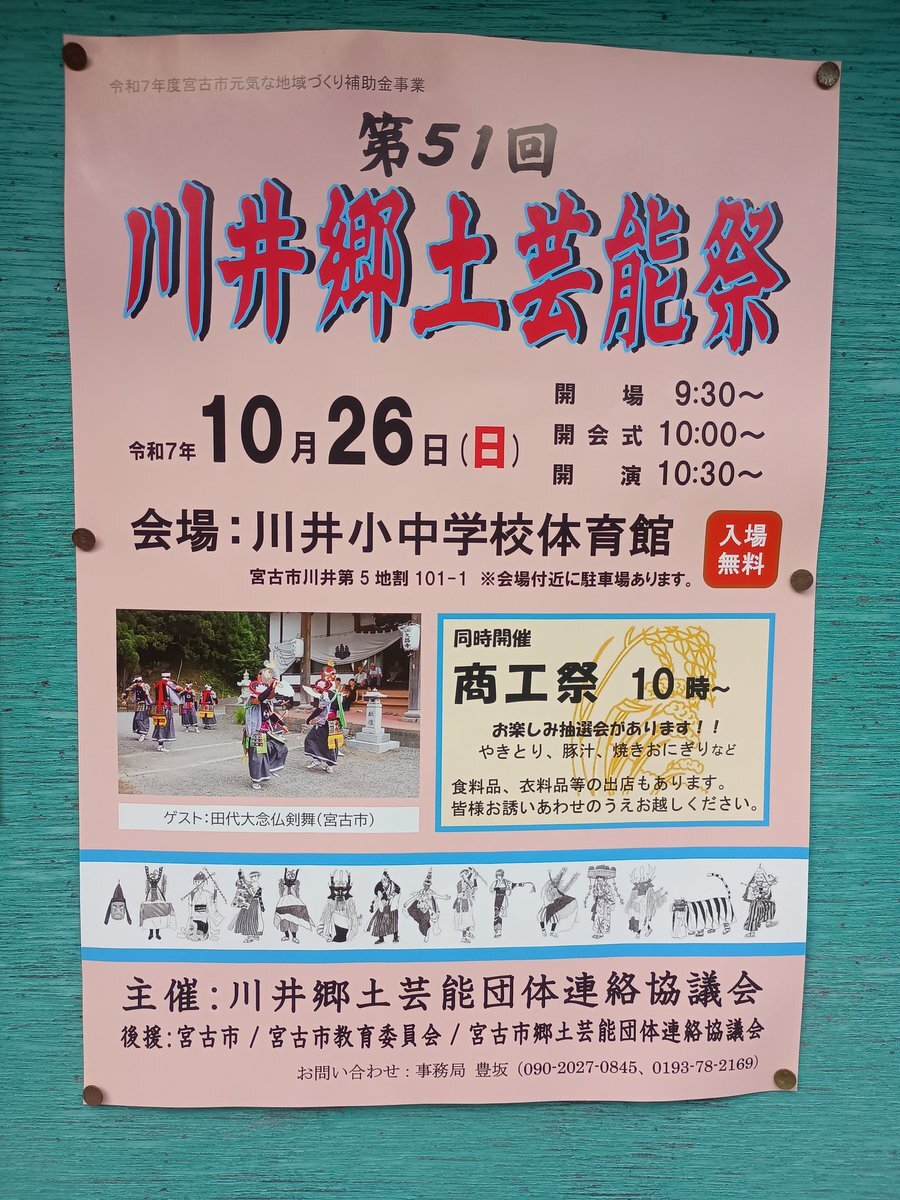 令和7年度宮古市元気な地域づくり補助金事業
第51回
川井郷土芸能祭
令和7年 10月26日(日)
開場 9:30～
開会式 10:00～
開演 10:30～
会場：川井小中学校体育館
宮古市川井第5地割101-1 ※会場付近に駐車場あります。
入場
無料
ゲスト：田代大念仏剣舞(宮古市)
同時開催
商工祭 10時～
お楽しみ抽選会があります！！
やきとり、豚汁、焼きおにぎりなど
食料品、衣料品等の出店もあります。
皆様お誘いあわせのうえお越しください。
主催：川井郷土芸能団体連絡協議会
後援：宮古市 / 宮古市教育委員会 / 宮古市郷土芸能団体連絡協議会
お問い合わせ：事務局 豊坂（090-2027-0845、0193-78-2169）